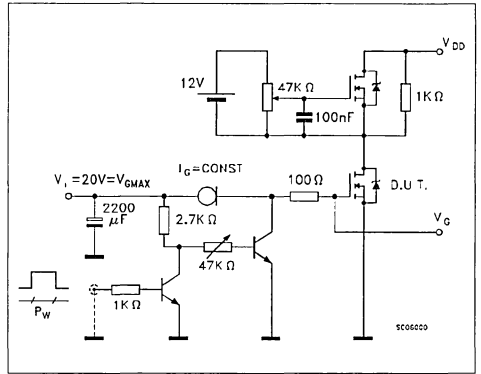 V DD
12V
47K Ω
100nF
1K Ω
I G = CONST
V i = 20V = V GMAX
100 Ω
D.U.T.
2200
μF
2.7K Ω
V G
47K Ω
1K Ω
P W
SC06000